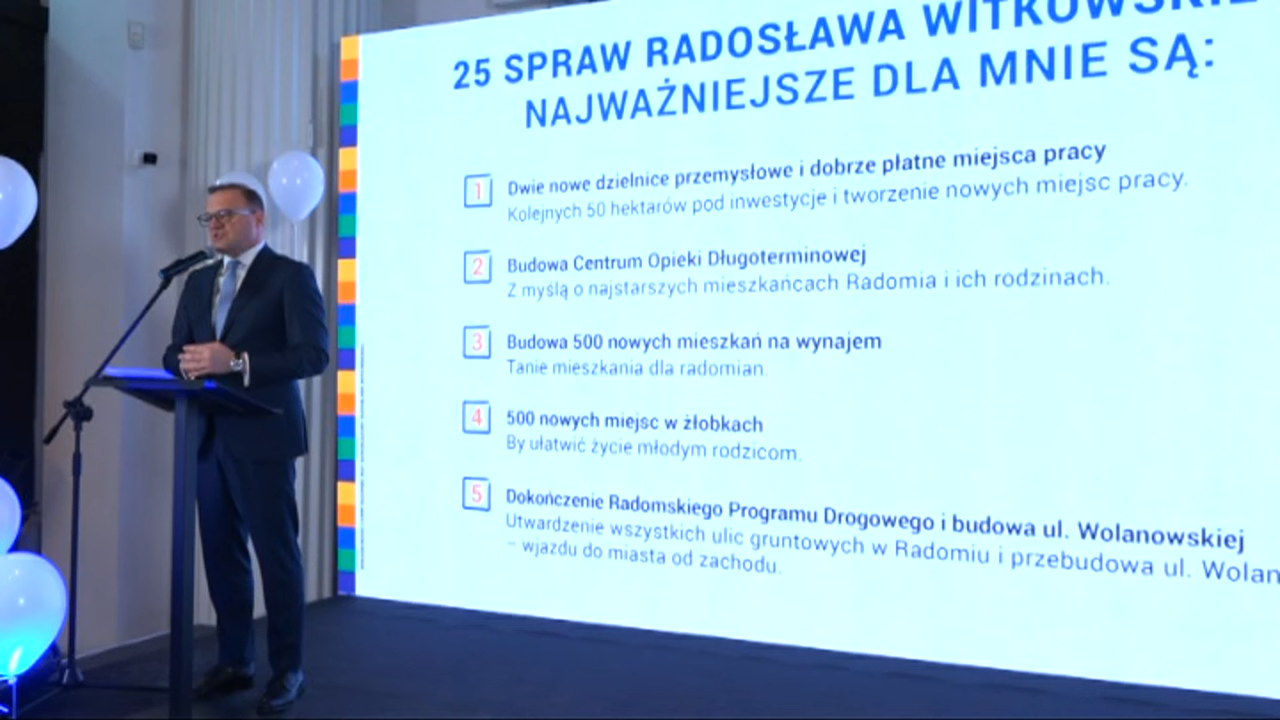 25 SPRAW RADOSŁAWA
NAJWAŻNIEJSZE DLA MNIE SĄ:
1 Dwie nowe dzielnice przemysłowe i dobrze płatne miejsca pracy
Kolejnych 50 hektarów pod inwestycje i tworzenie nowych miejsc pracy.
2 Budowa Centrum Opieki Długoterminowej
Z myślą o najstarszych mieszkańcach Radomia i ich rodzinach.
3 Budowa 500 nowych mieszkań na wynajem
Tanie mieszkania dla radomian.
4 500 nowych miejsc w żłobkach
By ułatwić życie młodym rodzicom.
5 Dokończenie Radomskiego Programu Drogowego i budowa ul. Wolanowskiej
Utwardzenie wszystkich ulic gruntowych w Radomiu i przebudowa ul.
– wjazdu do miasta od zachodu.